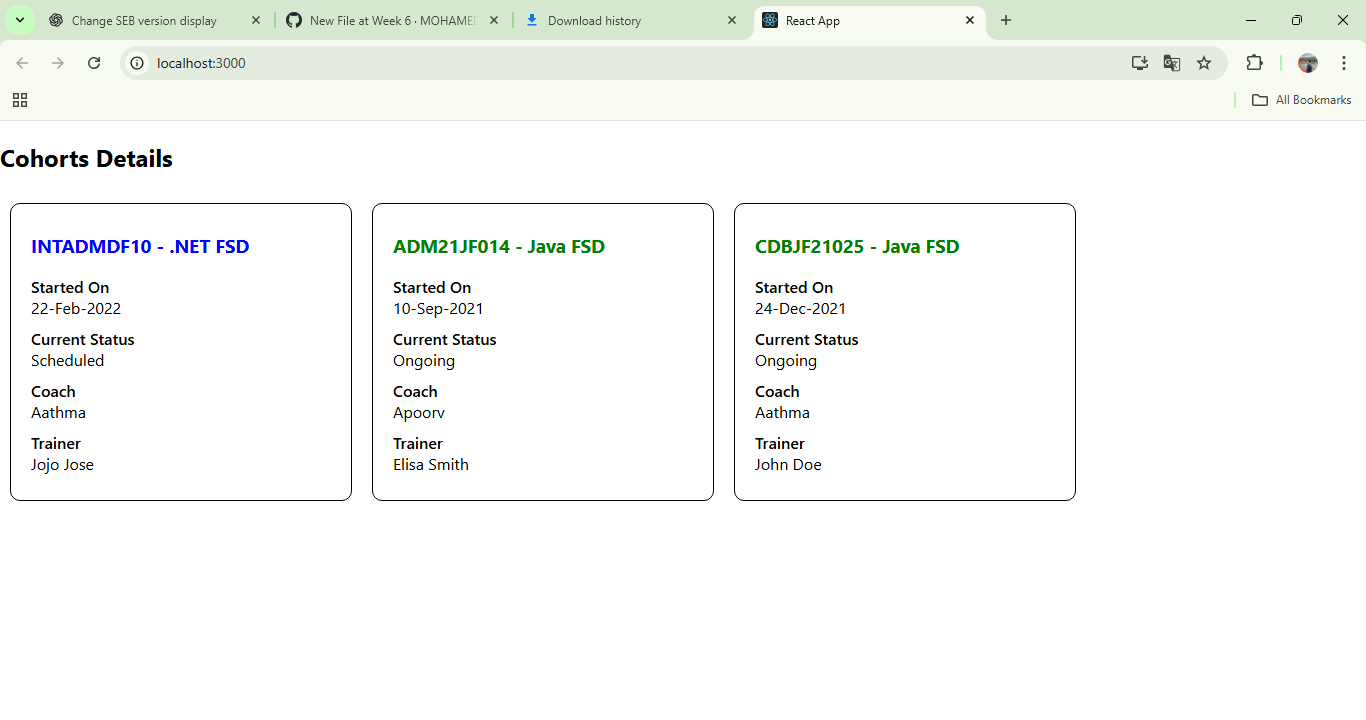 Change SEB version display
New File at Week 6 · MOHAMED
Download history
React App
localhost:3000
All Bookmarks
Cohorts Details
INTADMDF10 - .NET FSD
Started On
22-Feb-2022
Current Status
Scheduled
Coach
Aathma
Trainer
Jojo Jose
ADM21JF014 - Java FSD
Started On
10-Sep-2021
Current Status
Ongoing
Coach
Apoorv
Trainer
Elisa Smith
CDBJF21025 - Java FSD
Started On
24-Dec-2021
Current Status
Ongoing
Coach
Aathma
Trainer
John Doe